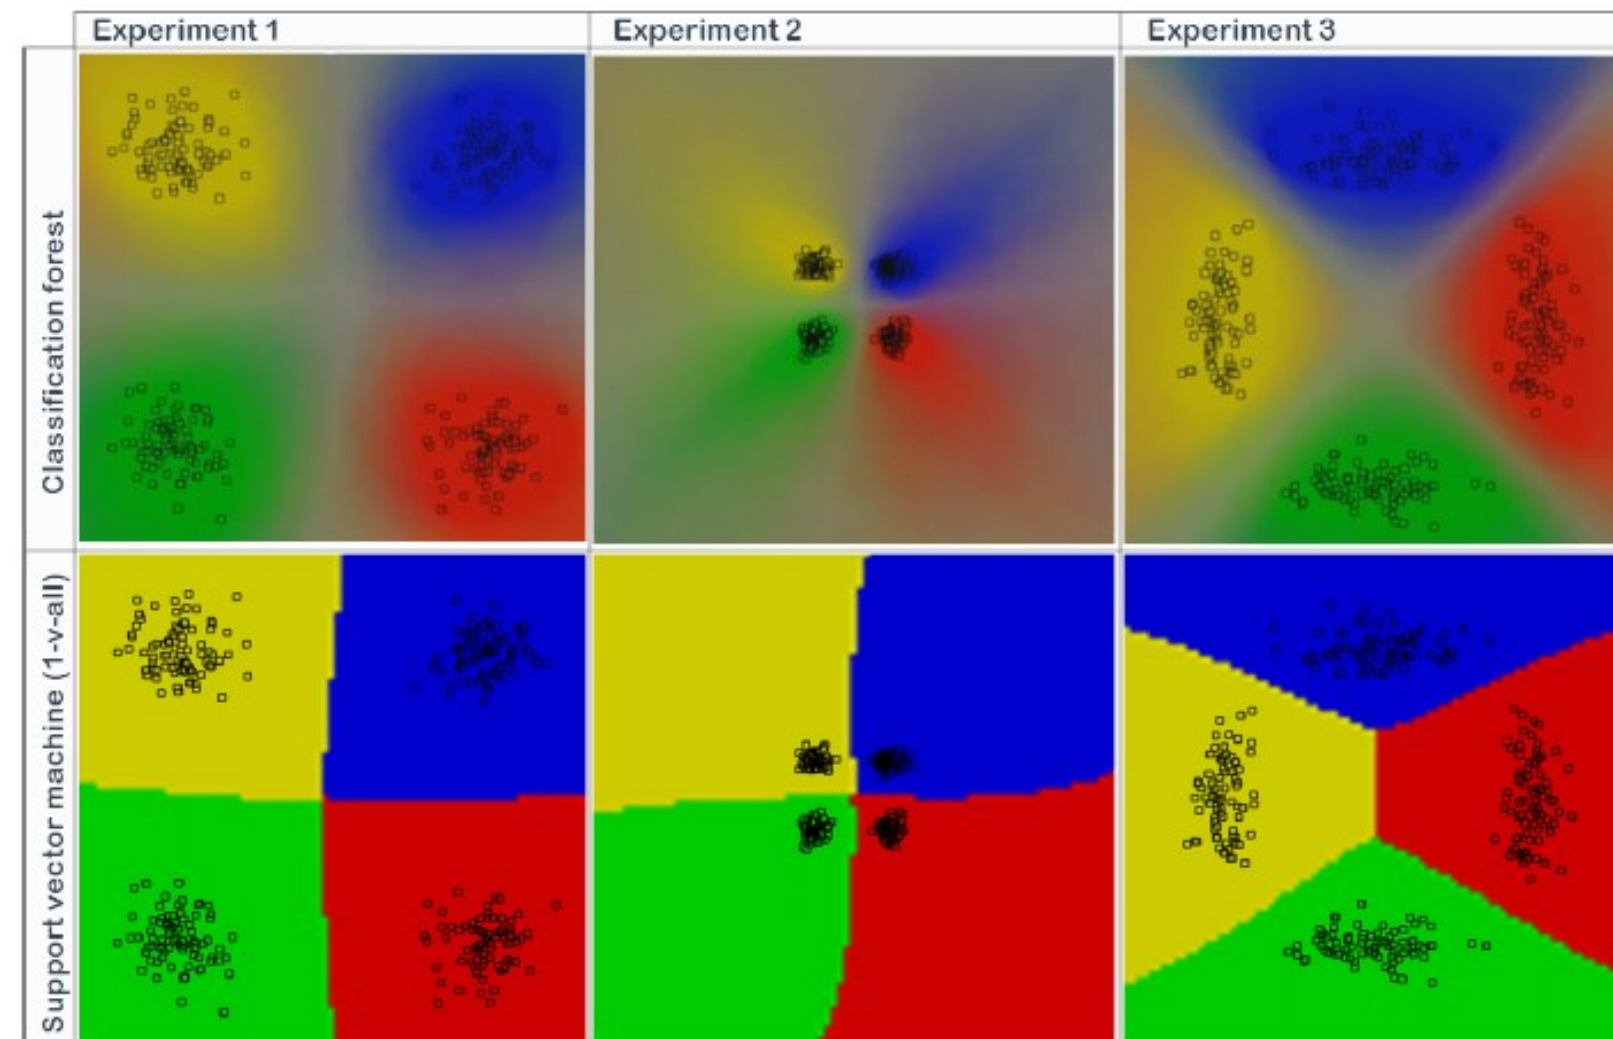 Experiment 1
Experiment 2
Experiment 3
Classification forest
Support vector machine (1-v-all)